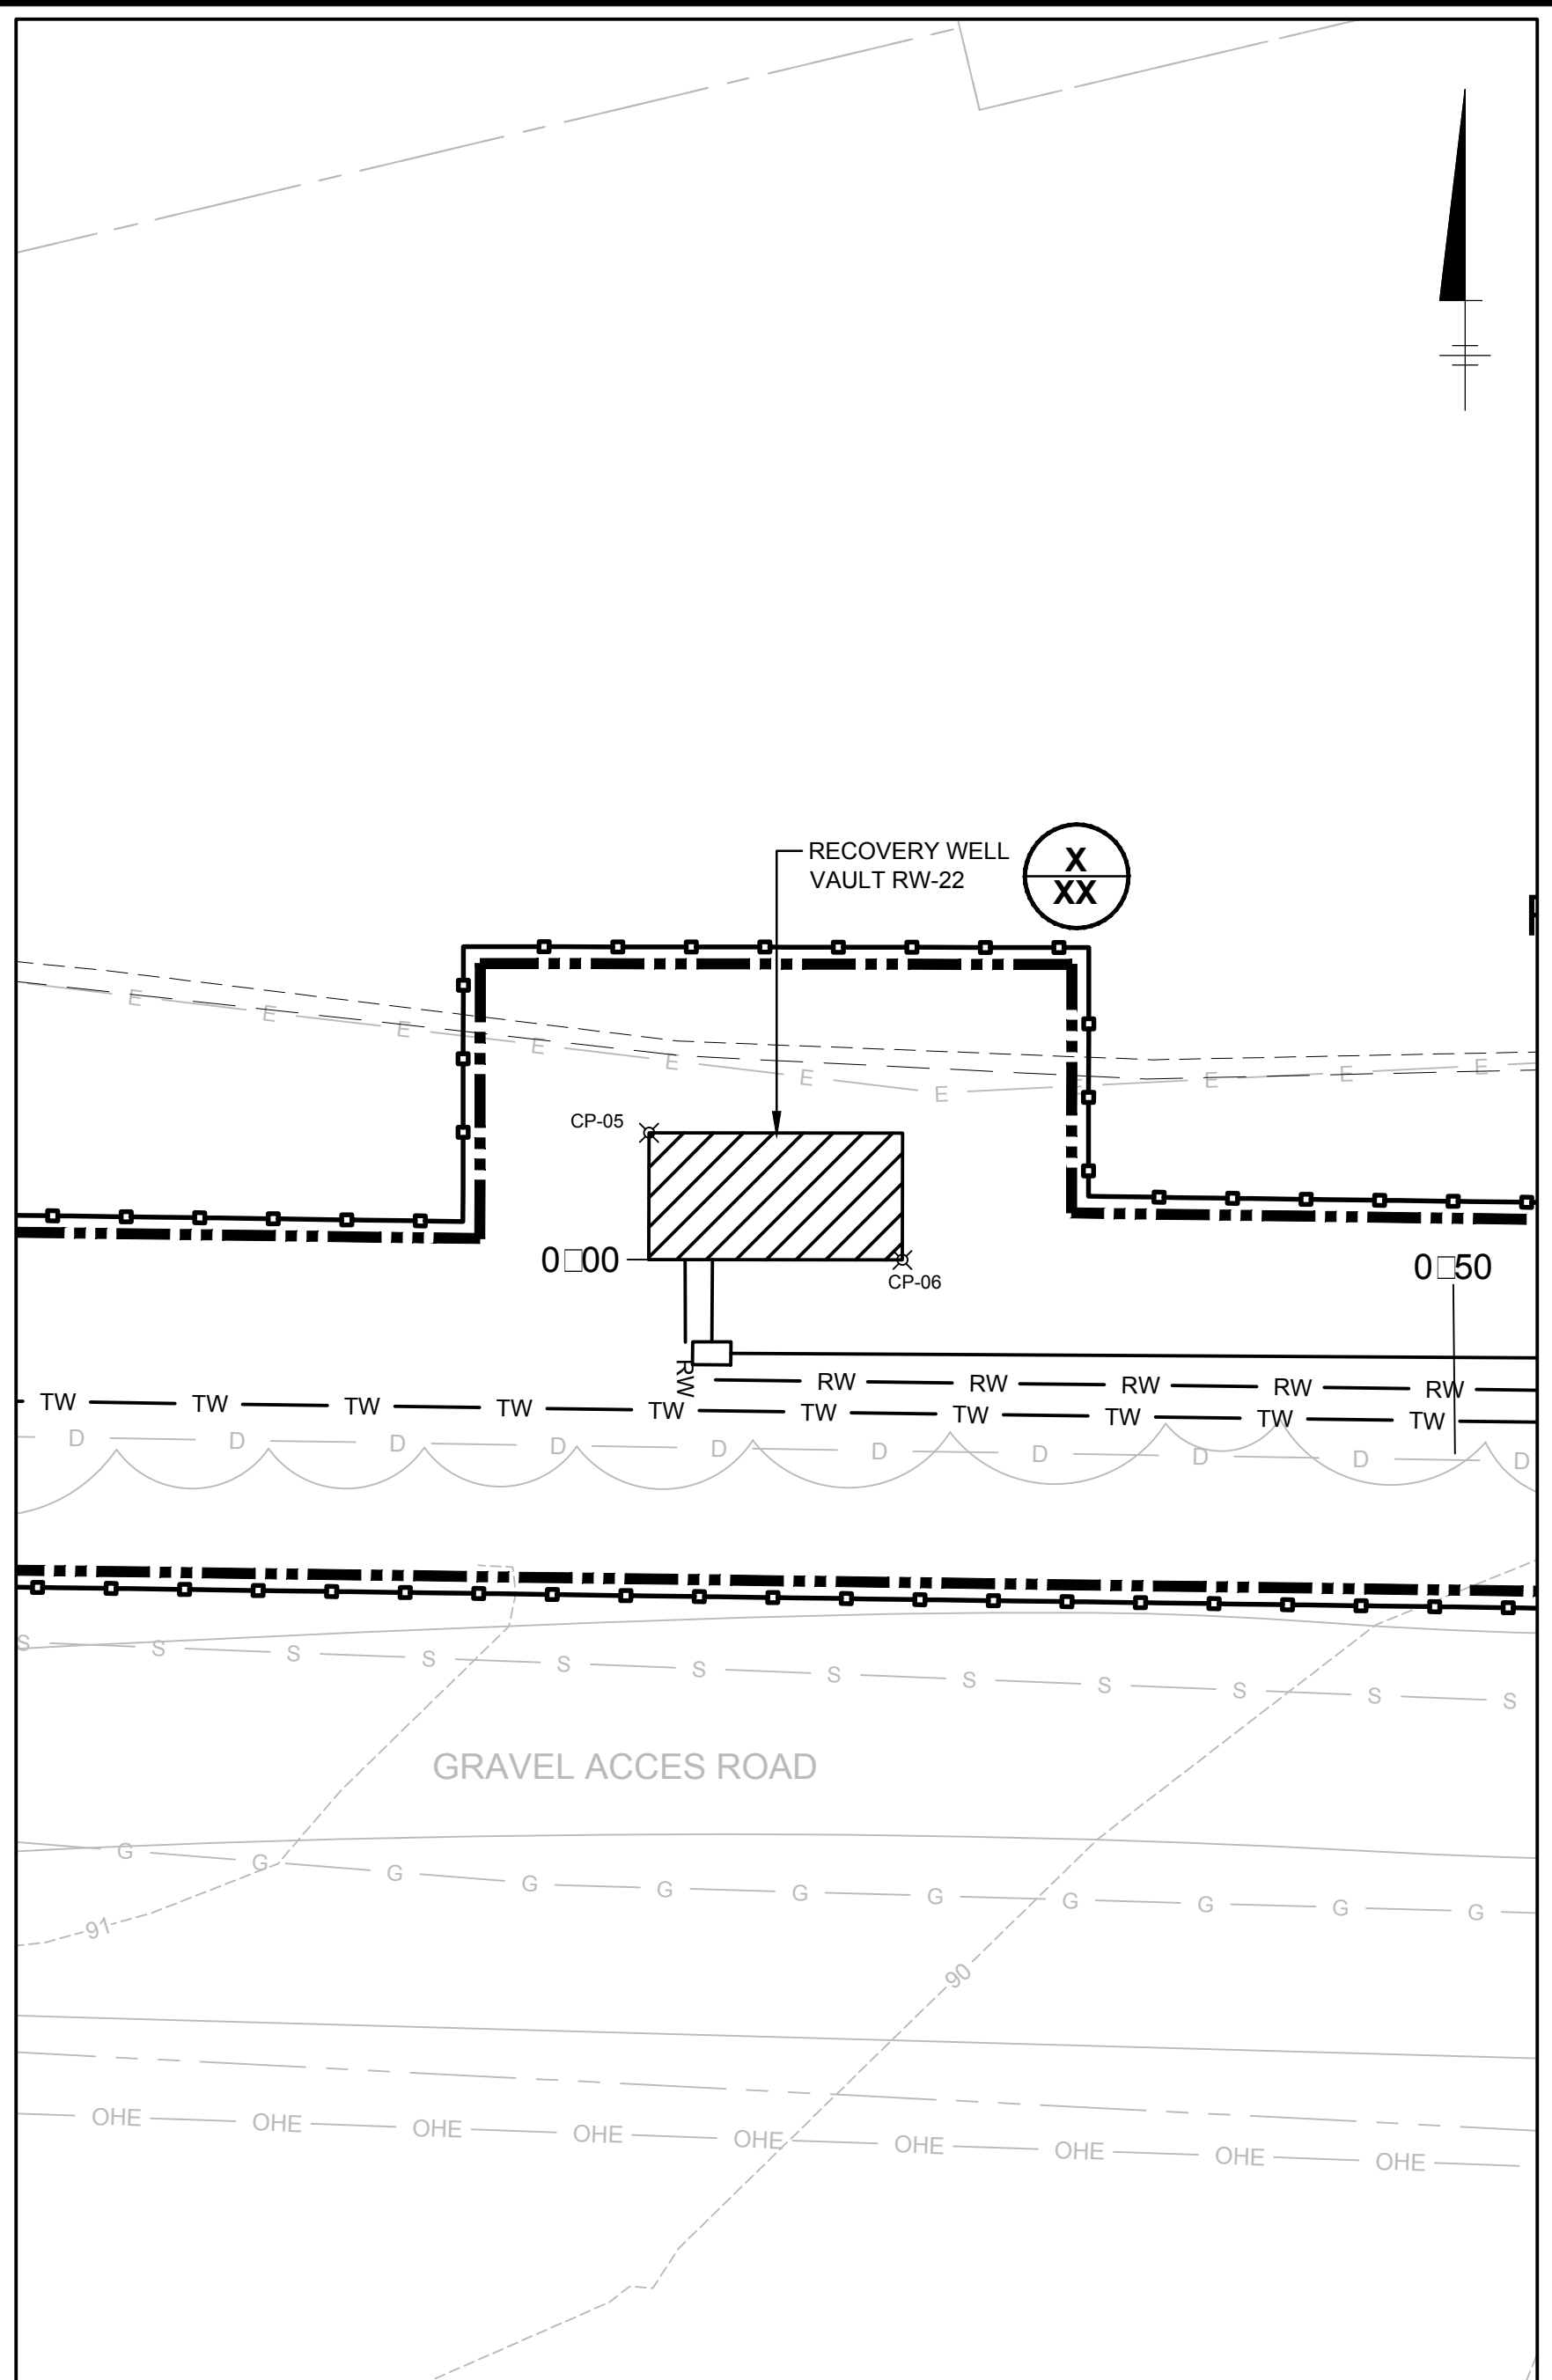 RECOVERY WELL
VAULT RW-22
X
XX
E E E E E E E E E E E
CP-05
0□00
CP-06
0□50
RW
RW RW RW RW RW
TW TW TW TW TW TW TW TW TW TW
D D D D D D D D D D
S S S S S S S S S S S S
GRAVEL ACCES ROAD
G G G G G G G G G G G
91
90
OHE OHE OHE OHE OHE OHE OHE OHE OHE